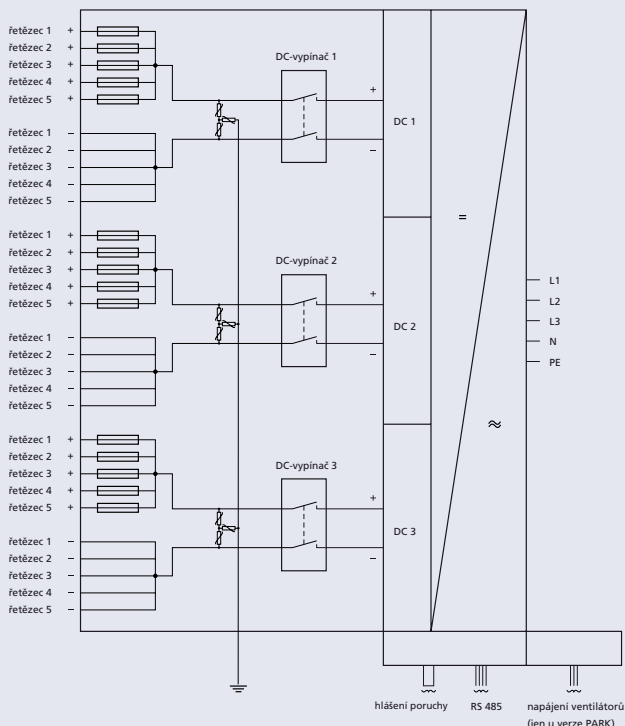 řetězec 1 +
řetězec 2 +
řetězec 3 +
řetězec 4 +
řetězec 5 +
řetězec 1 –
řetězec 2 –
řetězec 3 –
řetězec 4 –
řetězec 5 –
DC-vypínač 1
+
–
DC 1
řetězec 1 +
řetězec 2 +
řetězec 3 +
řetězec 4 +
řetězec 5 +
řetězec 1 –
řetězec 2 –
řetězec 3 –
řetězec 4 –
řetězec 5 –
DC-vypínač 2
+
–
DC 2
řetězec 1 +
řetězec 2 +
řetězec 3 +
řetězec 4 +
řetězec 5 +
řetězec 1 –
řetězec 2 –
řetězec 3 –
řetězec 4 –
řetězec 5 –
DC-vypínač 3
+
–
DC 3
=
≈
L1
L2
L3
N
PE
hlášení poruchy
RS 485
napájení ventilátorů
(jen u verze PARK)